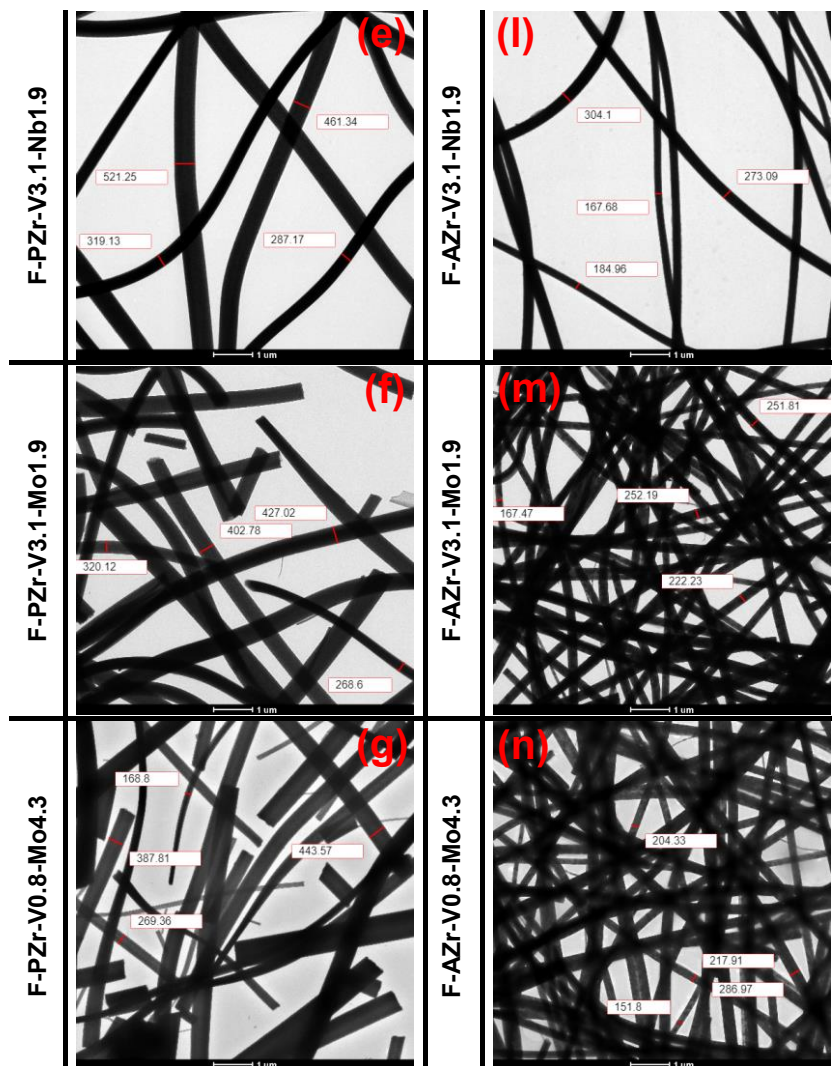 F-PZr-V3.1-Nb1.9
(e)
461.34
521.25
319.13
287.17
1 um
F-AZr-V3.1-Nb1.9
(l)
304.1
273.09
167.68
184.96
1 um
F-PZr-V3.1-Mo1.9
(f)
427.02
402.78
320.12
268.6
1 um
F-AZr-V3.1-Mo1.9
(m)
251.81
252.19
167.47
222.23
1 um
F-PZr-V0.8-Mo4.3
(g)
168.8
443.57
387.81
269.36
1 um
F-AZr-V0.8-Mo4.3
(n)
204.33
217.91
286.97
151.8
1 um